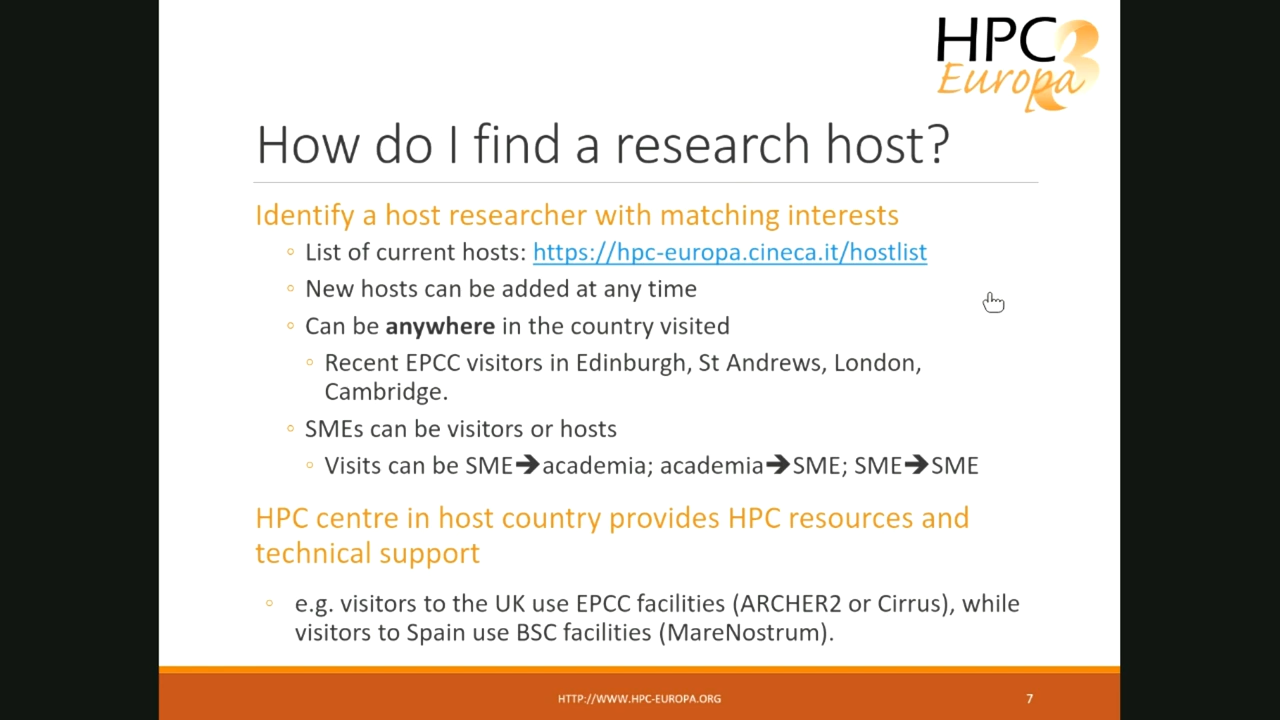 HPC
Europa 3
How do I find a research host?
Identify a host researcher with matching interests
◦ List of current hosts: https://hpc-europa.cineca.it/hostlist
◦ New hosts can be added at any time
◦ Can be anywhere in the country visited
◦ Recent EPCC visitors in Edinburgh, St Andrews, London,
Cambridge.
◦ SMEs can be visitors or hosts
◦ Visits can be SME➔academia; academia➔SME; SME➔SME
HPC centre in host country provides HPC resources and
technical support
◦ e.g. visitors to the UK use EPCC facilities (ARCHER2 or Cirrus), while
visitors to Spain use BSC facilities (MareNostrum).
HTTP://WWW.HPC-EUROPA.ORG
7